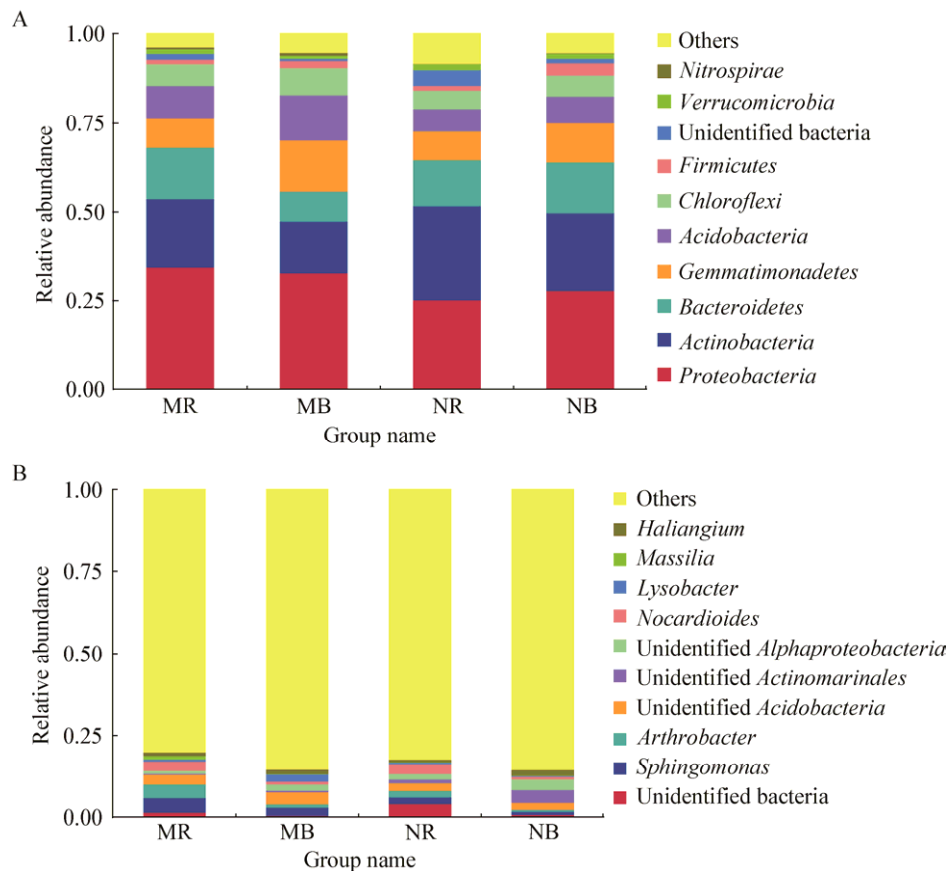 A
1.00
0.75
0.50
0.25
0.00
Relative abundance
MR MB NR NB
Group name
Others
Nitrospirae
Verrucomicrobia
Unidentified bacteria
Firmicutes
Chloroflexi
Acidobacteria
Gemmatimonadetes
Bacteroidetes
Actinobacteria
Proteobacteria
B
1.00
0.75
0.50
0.25
0.00
Relative abundance
MR MB NR NB
Group name
Others
Haliangium
Massilia
Lysobacter
Nocardioides
Unidentified Alphaproteobacteria
Unidentified Actinomarinales
Unidentified Acidobacteria
Arthrobacter
Sphingomonas
Unidentified bacteria